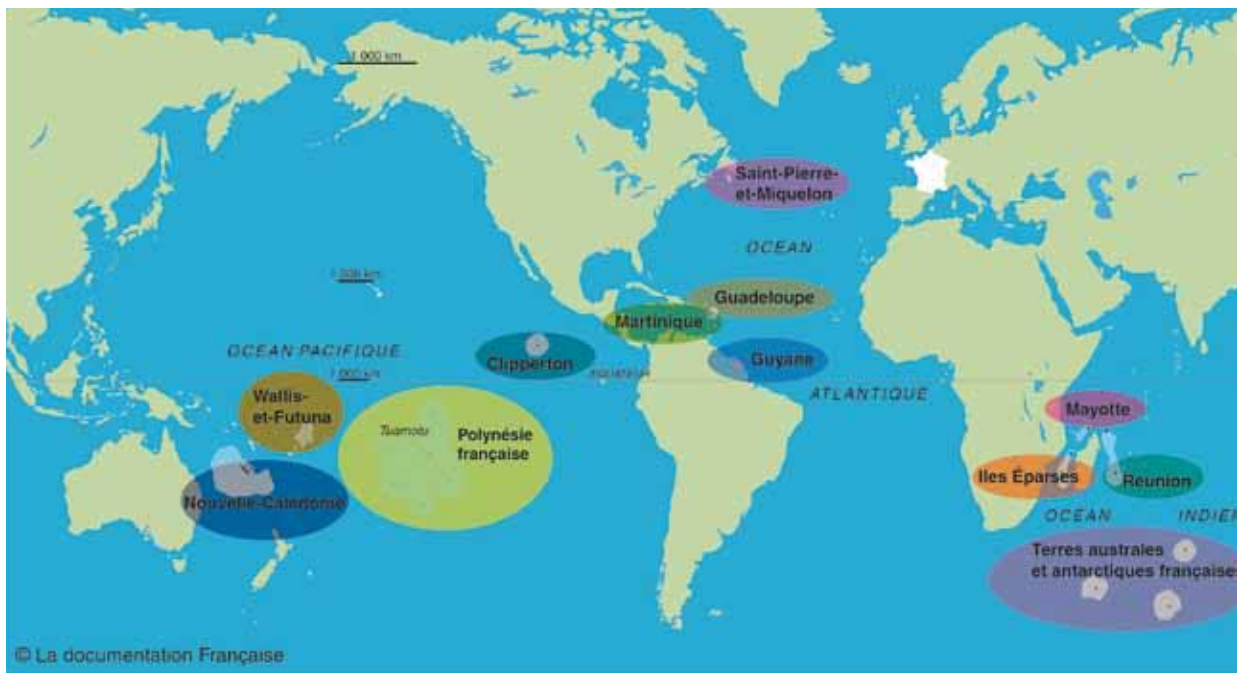 1 000 km
Saint-Pierre-
et-Miquelon
OCEAN
1 000 km
Guadeloupe
Martinique
OCEAN PACIFIQUE
Clipperton
Guyane
1 000 km
ATLANTIQUE
Wallis-
et-Futuna
Mayotte
Tuamotu
Polynésie
française
Iles Éparses
Réunion
Nouvelle-Calédonie
OCEAN
INDIEN
Terres australes
et antarctiques françaises
© La documentation Française